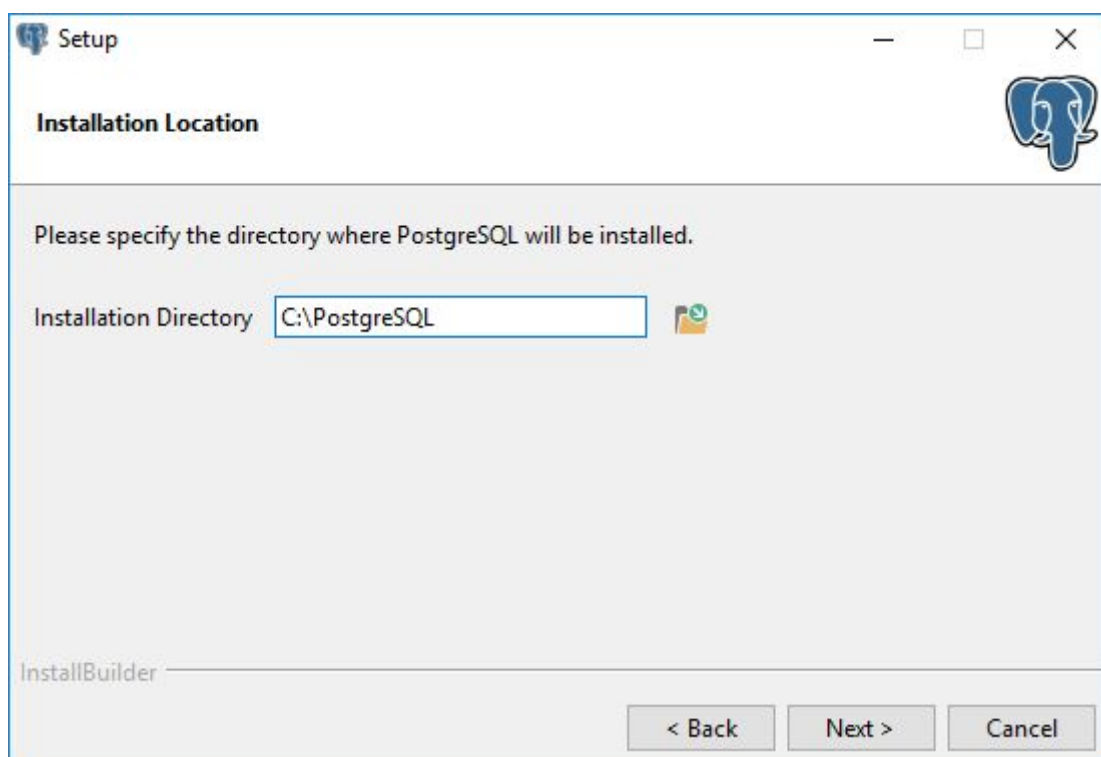 Setup
Installation Location
Please specify the directory where PostgreSQL will be installed.
Installation Directory C:\PostgreSQL
InstallBuilder
< Back Next > Cancel